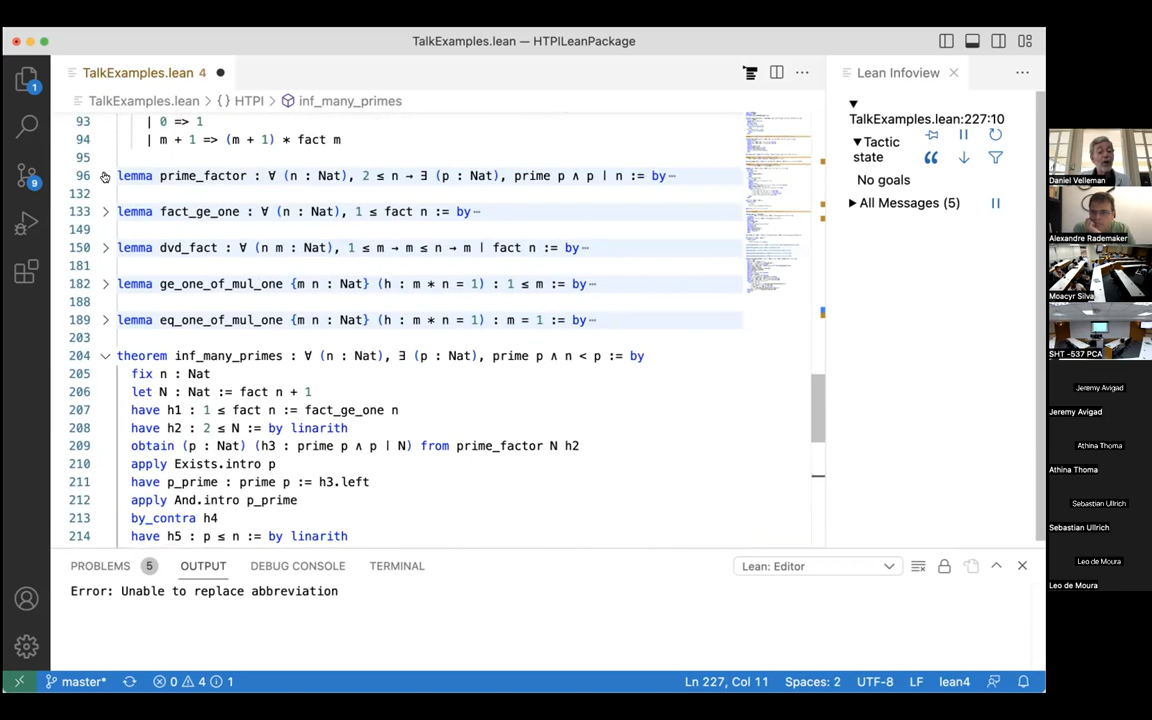 TalkExamples.lean — HTPILeanPackage
TalkExamples.lean 4
Lean Infoview
TalkExamples.lean > {} HTPI > inf_many_primes
1
9
93 | 0 => 1
94 | m + 1 => (m + 1) * fact m
95
96 lemma prime_factor : ∀ (n : Nat), 2 ≤ n → ∃ (p : Nat), prime p ∧ p ∣ n := by⋯
132
133 lemma fact_ge_one : ∀ (n : Nat), 1 ≤ fact n := by⋯
149
150 lemma dvd_fact : ∀ (n m : Nat), 1 ≤ m → m ≤ n → m ∣ fact n := by⋯
181
182 lemma ge_one_of_mul_one {m n : Nat} (h : m * n = 1) : 1 ≤ m := by⋯
188
189 lemma eq_one_of_mul_one {m n : Nat} (h : m * n = 1) : m = 1 := by⋯
203
204 theorem inf_many_primes : ∀ (n : Nat), ∃ (p : Nat), prime p ∧ n < p := by
205 fix n : Nat
206 let N : Nat := fact n + 1
207 have h1 : 1 ≤ fact n := fact_ge_one n
208 have h2 : 2 ≤ N := by linarith
209 obtain (p : Nat) (h3 : prime p ∧ p ∣ N) from prime_factor N h2
210 apply Exists.intro p
211 have p_prime : prime p := h3.left
212 apply And.intro p_prime
213 by_contra h4
214 have h5 : p ≤ n := by linarith
TalkExamples.lean:227:10
Tactic
state
No goals
All Messages (5)
PROBLEMS 5 OUTPUT DEBUG CONSOLE TERMINAL
Lean: Editor
Error: Unable to replace abbreviation
master* 0 4 1
Ln 227, Col 11 Spaces: 2 UTF-8 LF lean4
Daniel Velleman
Alexandre Rademaker
Moacyr Silva
SHT -537 PCA
Jeremy Avigad
Jeremy Avigad
Athina Thoma
Athina Thoma
Sebastian Ullrich
Sebastian Ullrich
Leo de Moura
Leo de Moura